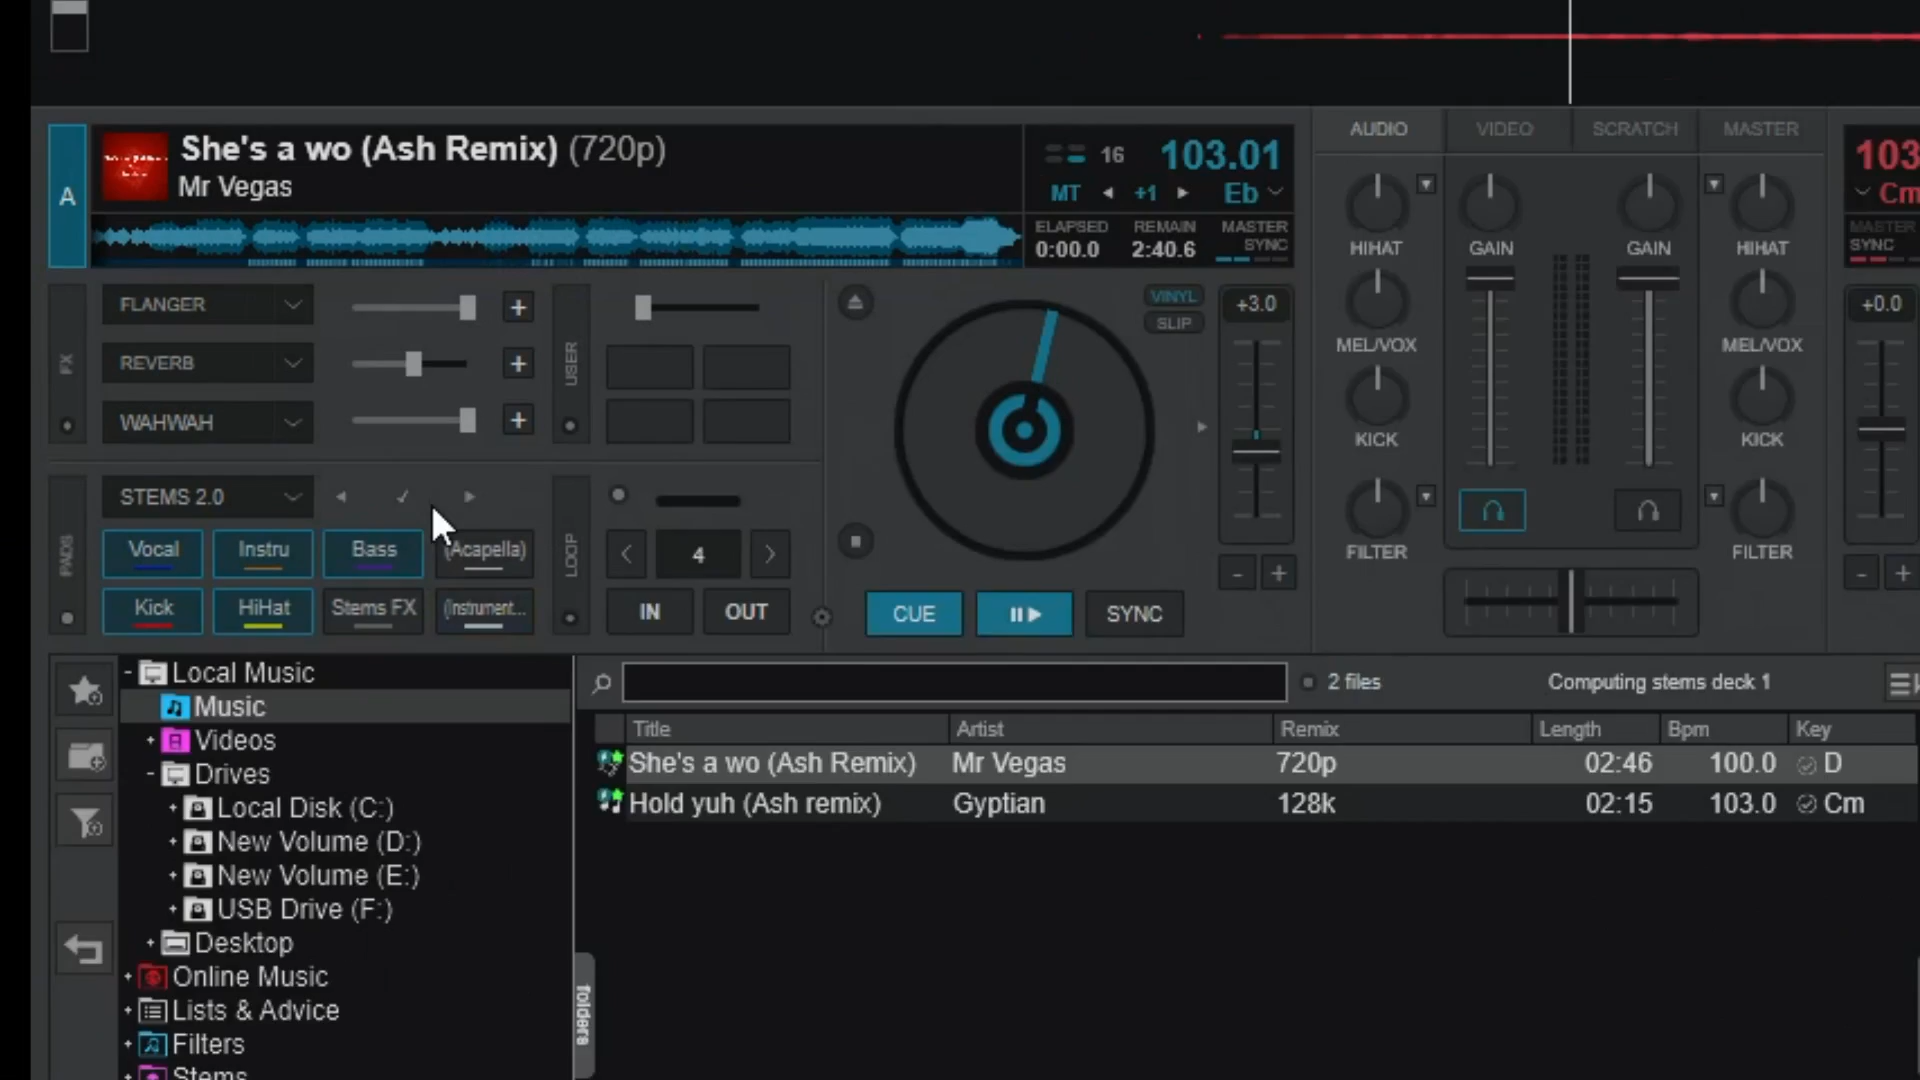 A
She's a wo (Ash Remix) (720p)
Mr Vegas
16 103.01
MT +1 Eb
ELAPSED REMAIN MASTER
0:00.0 2:40.6 SYNC
AUDIO VIDEO SCRATCH MASTER
103
Cm
MASTER
SYNC
HIHAT GAIN GAIN HIHAT
MEL/VOX MEL/VOX
KICK KICK
FILTER FILTER
FX
FLANGER +
REVERB +
WAHWAH +
USER
VINYL
SLIP
+3.0
+0.0
- +
- +
PADS
STEMS 2.0
Vocal Instru Bass (Acapella)
Kick HiHat Stems FX (Instrument...
LOOP
< 4 >
IN OUT
CUE SYNC
- Local Music
Music
+ Videos
- Drives
+ Local Disk (C:)
+ New Volume (D:)
+ New Volume (E:)
+ USB Drive (F:)
+ Desktop
+ Online Music
+ Lists & Advice
+ Filters
+ Stems
folders
2 files Computing stems deck 1
Title Artist Remix Length Bpm Key
She's a wo (Ash Remix) Mr Vegas 720p 02:46 100.0 D
Hold yuh (Ash remix) Gyptian 128k 02:15 103.0 Cm